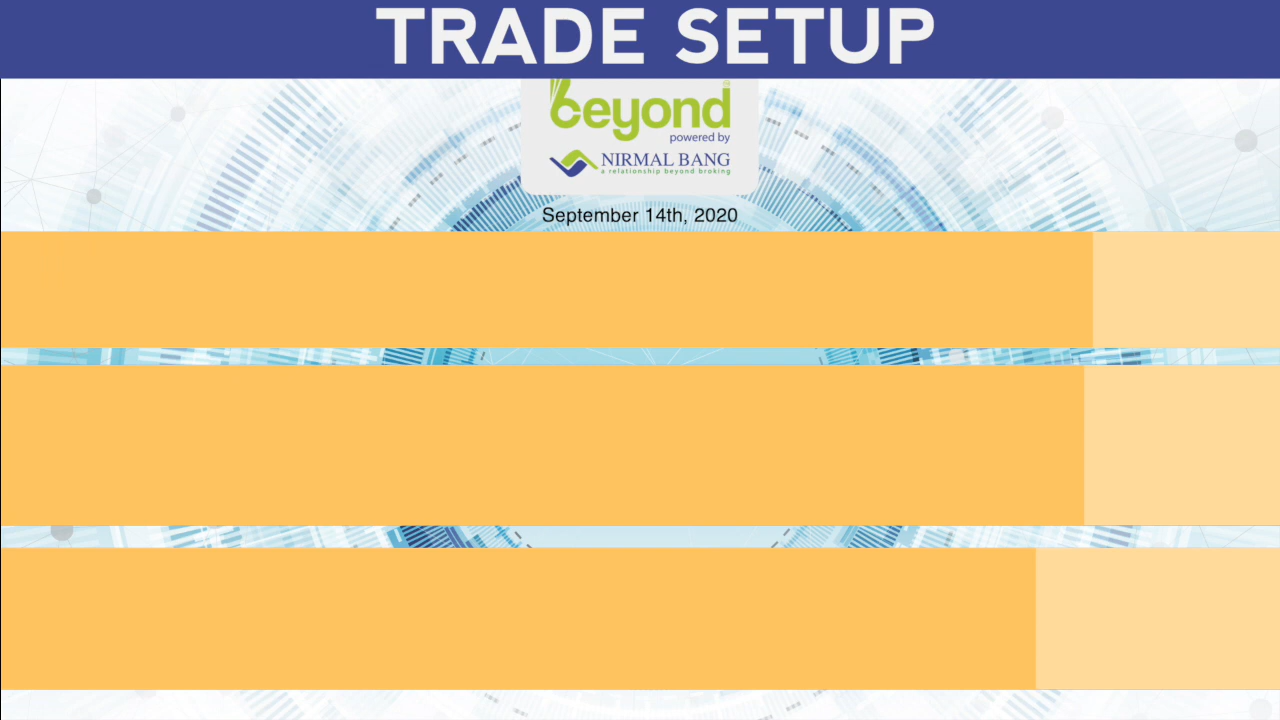 TRADE SETUP
beyond
powered by
NIRMAL BANG
a relationship beyond broking
September 14th, 2020